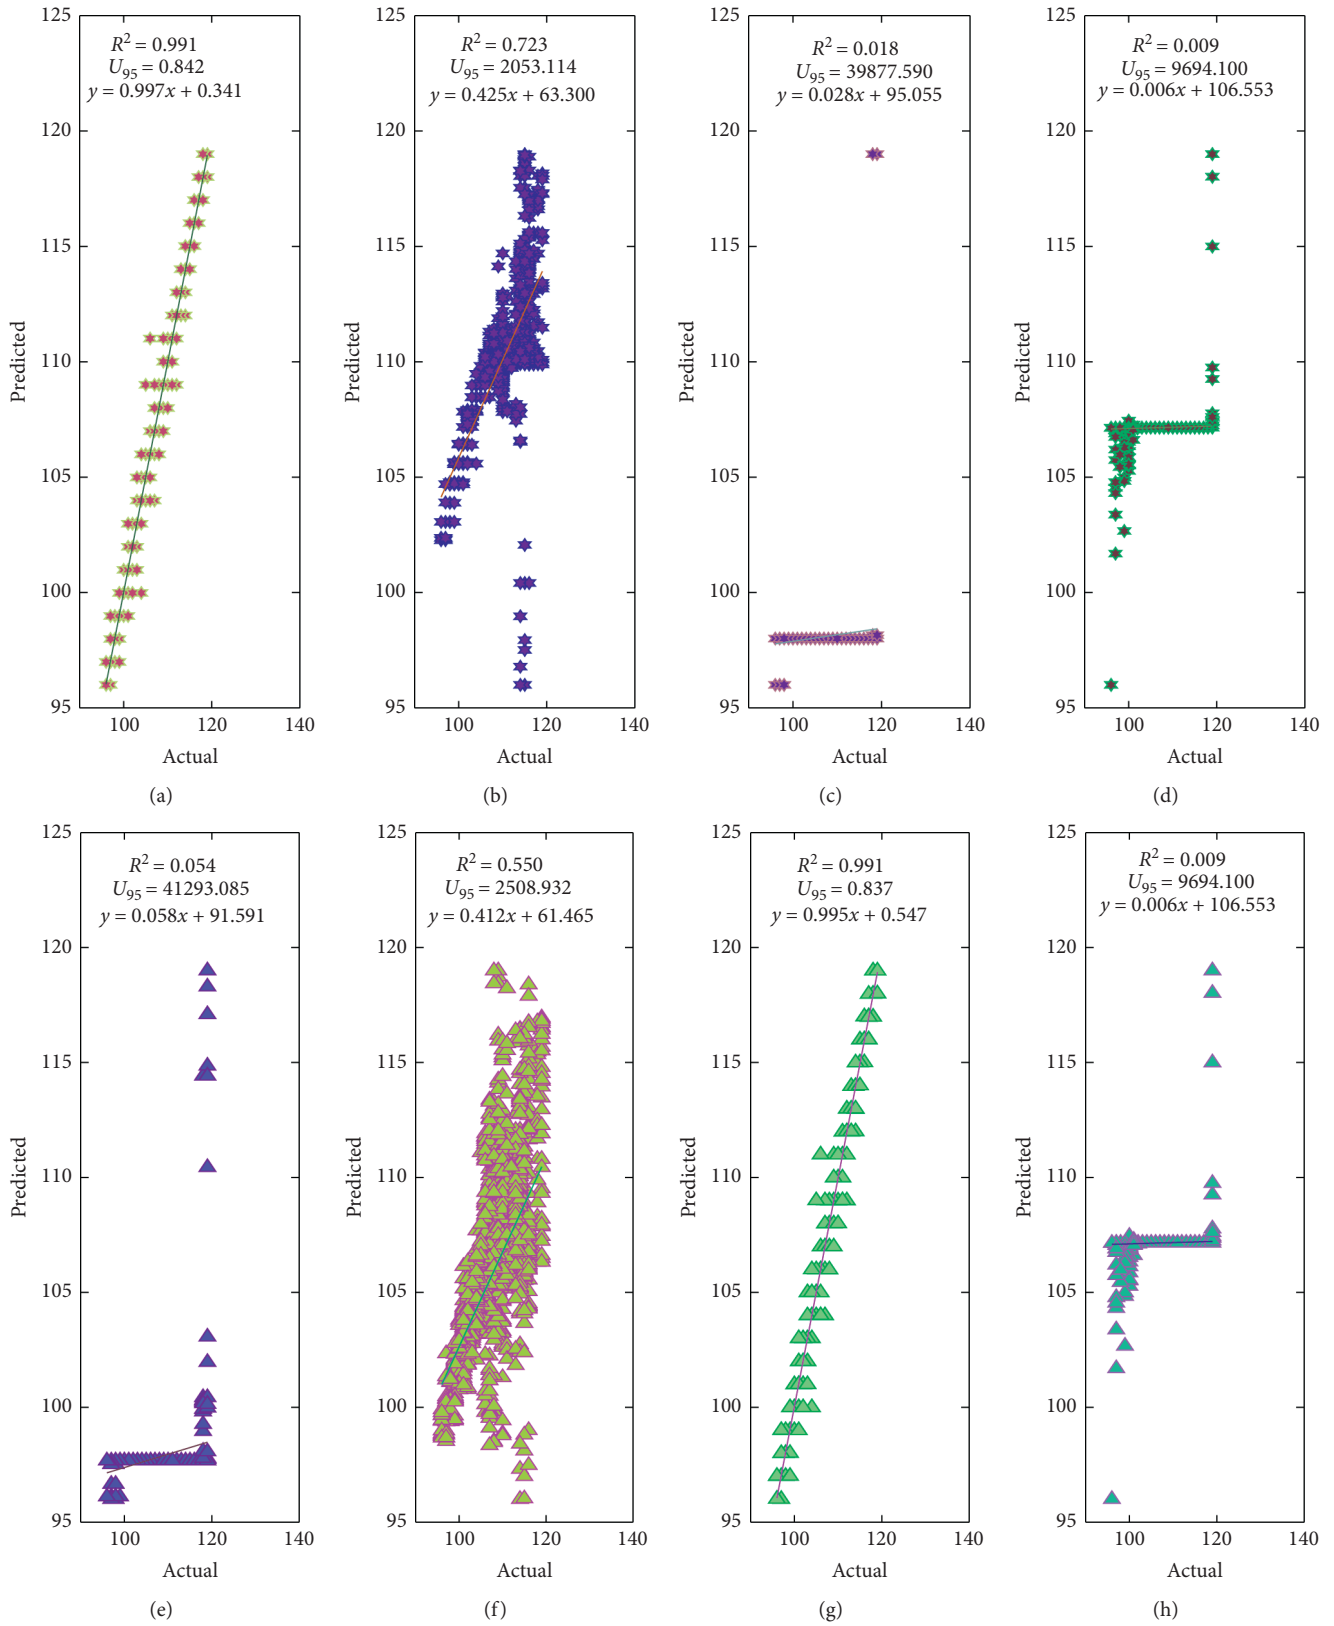 125
R² = 0.991
U₉₅ = 0.842
y = 0.997x + 0.341
120
115
110
105
100
95
100 120 140
Predicted
Actual
(a)
125
R² = 0.723
U₉₅ = 2053.114
y = 0.425x + 63.300
120
115
110
105
100
95
100 120 140
Predicted
Actual
(b)
125
R² = 0.018
U₉₅ = 39877.590
y = 0.028x + 95.055
120
115
110
105
100
95
100 120 140
Predicted
Actual
(c)
125
R² = 0.009
U₉₅ = 9694.100
y = 0.006x + 106.553
120
115
110
105
100
95
100 120 140
Predicted
Actual
(d)
125
R² = 0.054
U₉₅ = 41293.085
y = 0.058x + 91.591
120
115
110
105
100
95
100 120 140
Predicted
Actual
(e)
125
R² = 0.550
U₉₅ = 2508.932
y = 0.412x + 61.465
120
115
110
105
100
95
100 120 140
Predicted
Actual
(f)
125
R² = 0.991
U₉₅ = 0.837
y = 0.995x + 0.547
120
115
110
105
100
95
100 120 140
Predicted
Actual
(g)
125
R² = 0.009
U₉₅ = 9694.100
y = 0.006x + 106.553
120
115
110
105
100
95
100 120 140
Predicted
Actual
(h)